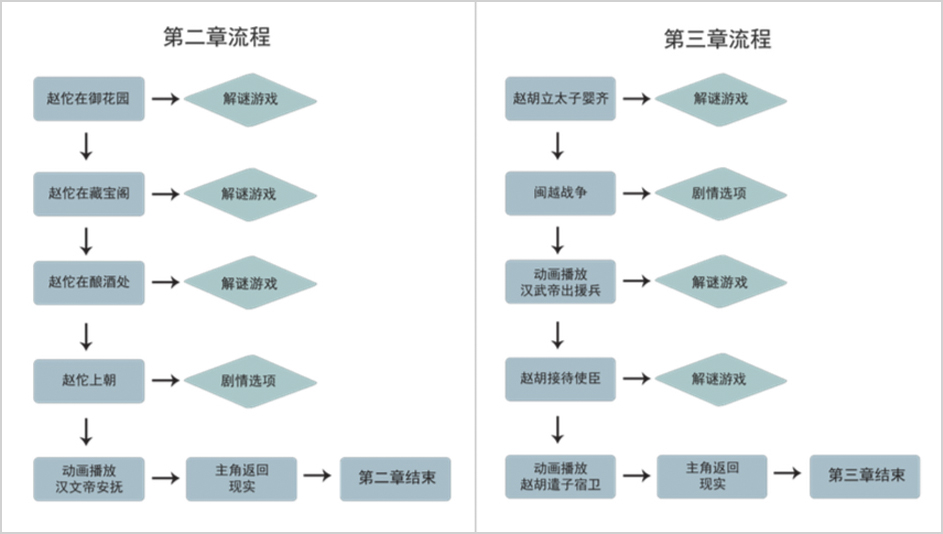 第二章流程
赵佗在御花园
解谜游戏
赵佗在藏宝阁
解谜游戏
赵佗在酿酒处
解谜游戏
赵佗上朝
剧情选项
动画播放
汉文帝安抚
主角返回
现实
第二章结束
第三章流程
赵胡立太子婴齐
解谜游戏
闽越战争
剧情选项
动画播放
汉武帝出援兵
解谜游戏
赵胡接待使臣
解谜游戏
动画播放
赵胡遣子宿卫
主角返回
现实
第三章结束